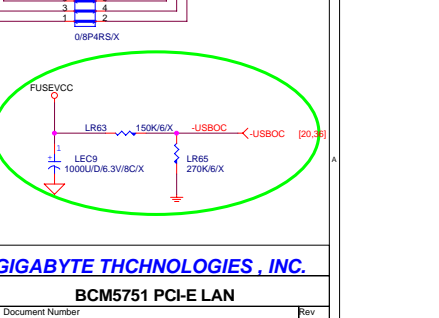 3 4
1 2
0/8P4RS/X
FUSEVCC
LR63 150K/6/X -USBOC
-USBOC [20,36]
1
+ LEC9
1000U/D/6.3V/8C/X
LR65
270K/6/X
A
GIGABYTE THCHNOLOGIES , INC.
BCM5751 PCI-E LAN
Document Number Rev